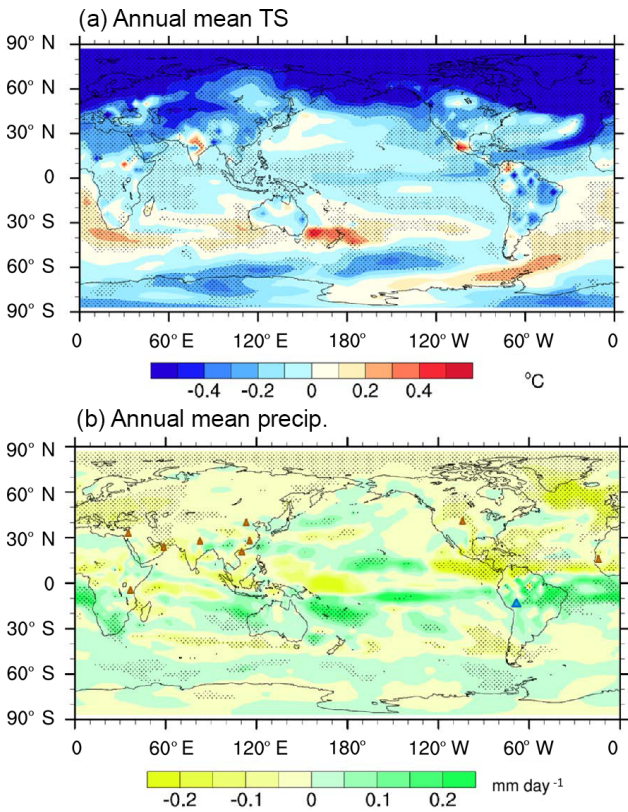 (a) Annual mean TS
90° N
60° N
30° N
0
30° S
60° S
90° S
0 60° E 120° E 180° 120° W 60° W 0
-0.4 -0.2 0 0.2 0.4 °C
(b) Annual mean precip.
90° N
60° N
30° N
0
30° S
60° S
90° S
0 60° E 120° E 180° 120° W 60° W 0
-0.2 -0.1 0 0.1 0.2 mm day -1